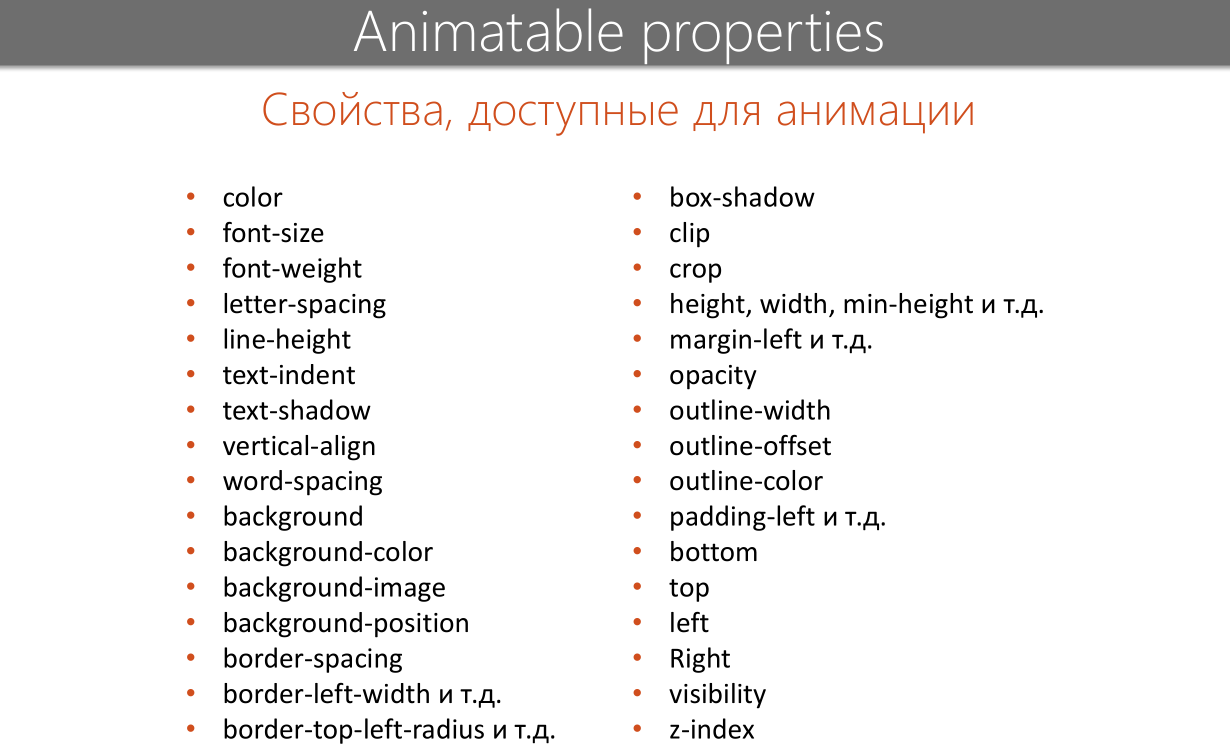 Animatable properties
Свойства, доступные для анимации
• color
• font-size
• font-weight
• letter-spacing
• line-height
• text-indent
• text-shadow
• vertical-align
• word-spacing
• background
• background-color
• background-image
• background-position
• border-spacing
• border-left-width и т.д.
• border-top-left-radius и т.д.
• box-shadow
• clip
• crop
• height, width, min-height и т.д.
• margin-left и т.д.
• opacity
• outline-width
• outline-offset
• outline-color
• padding-left и т.д.
• bottom
• top
• left
• Right
• visibility
• z-index